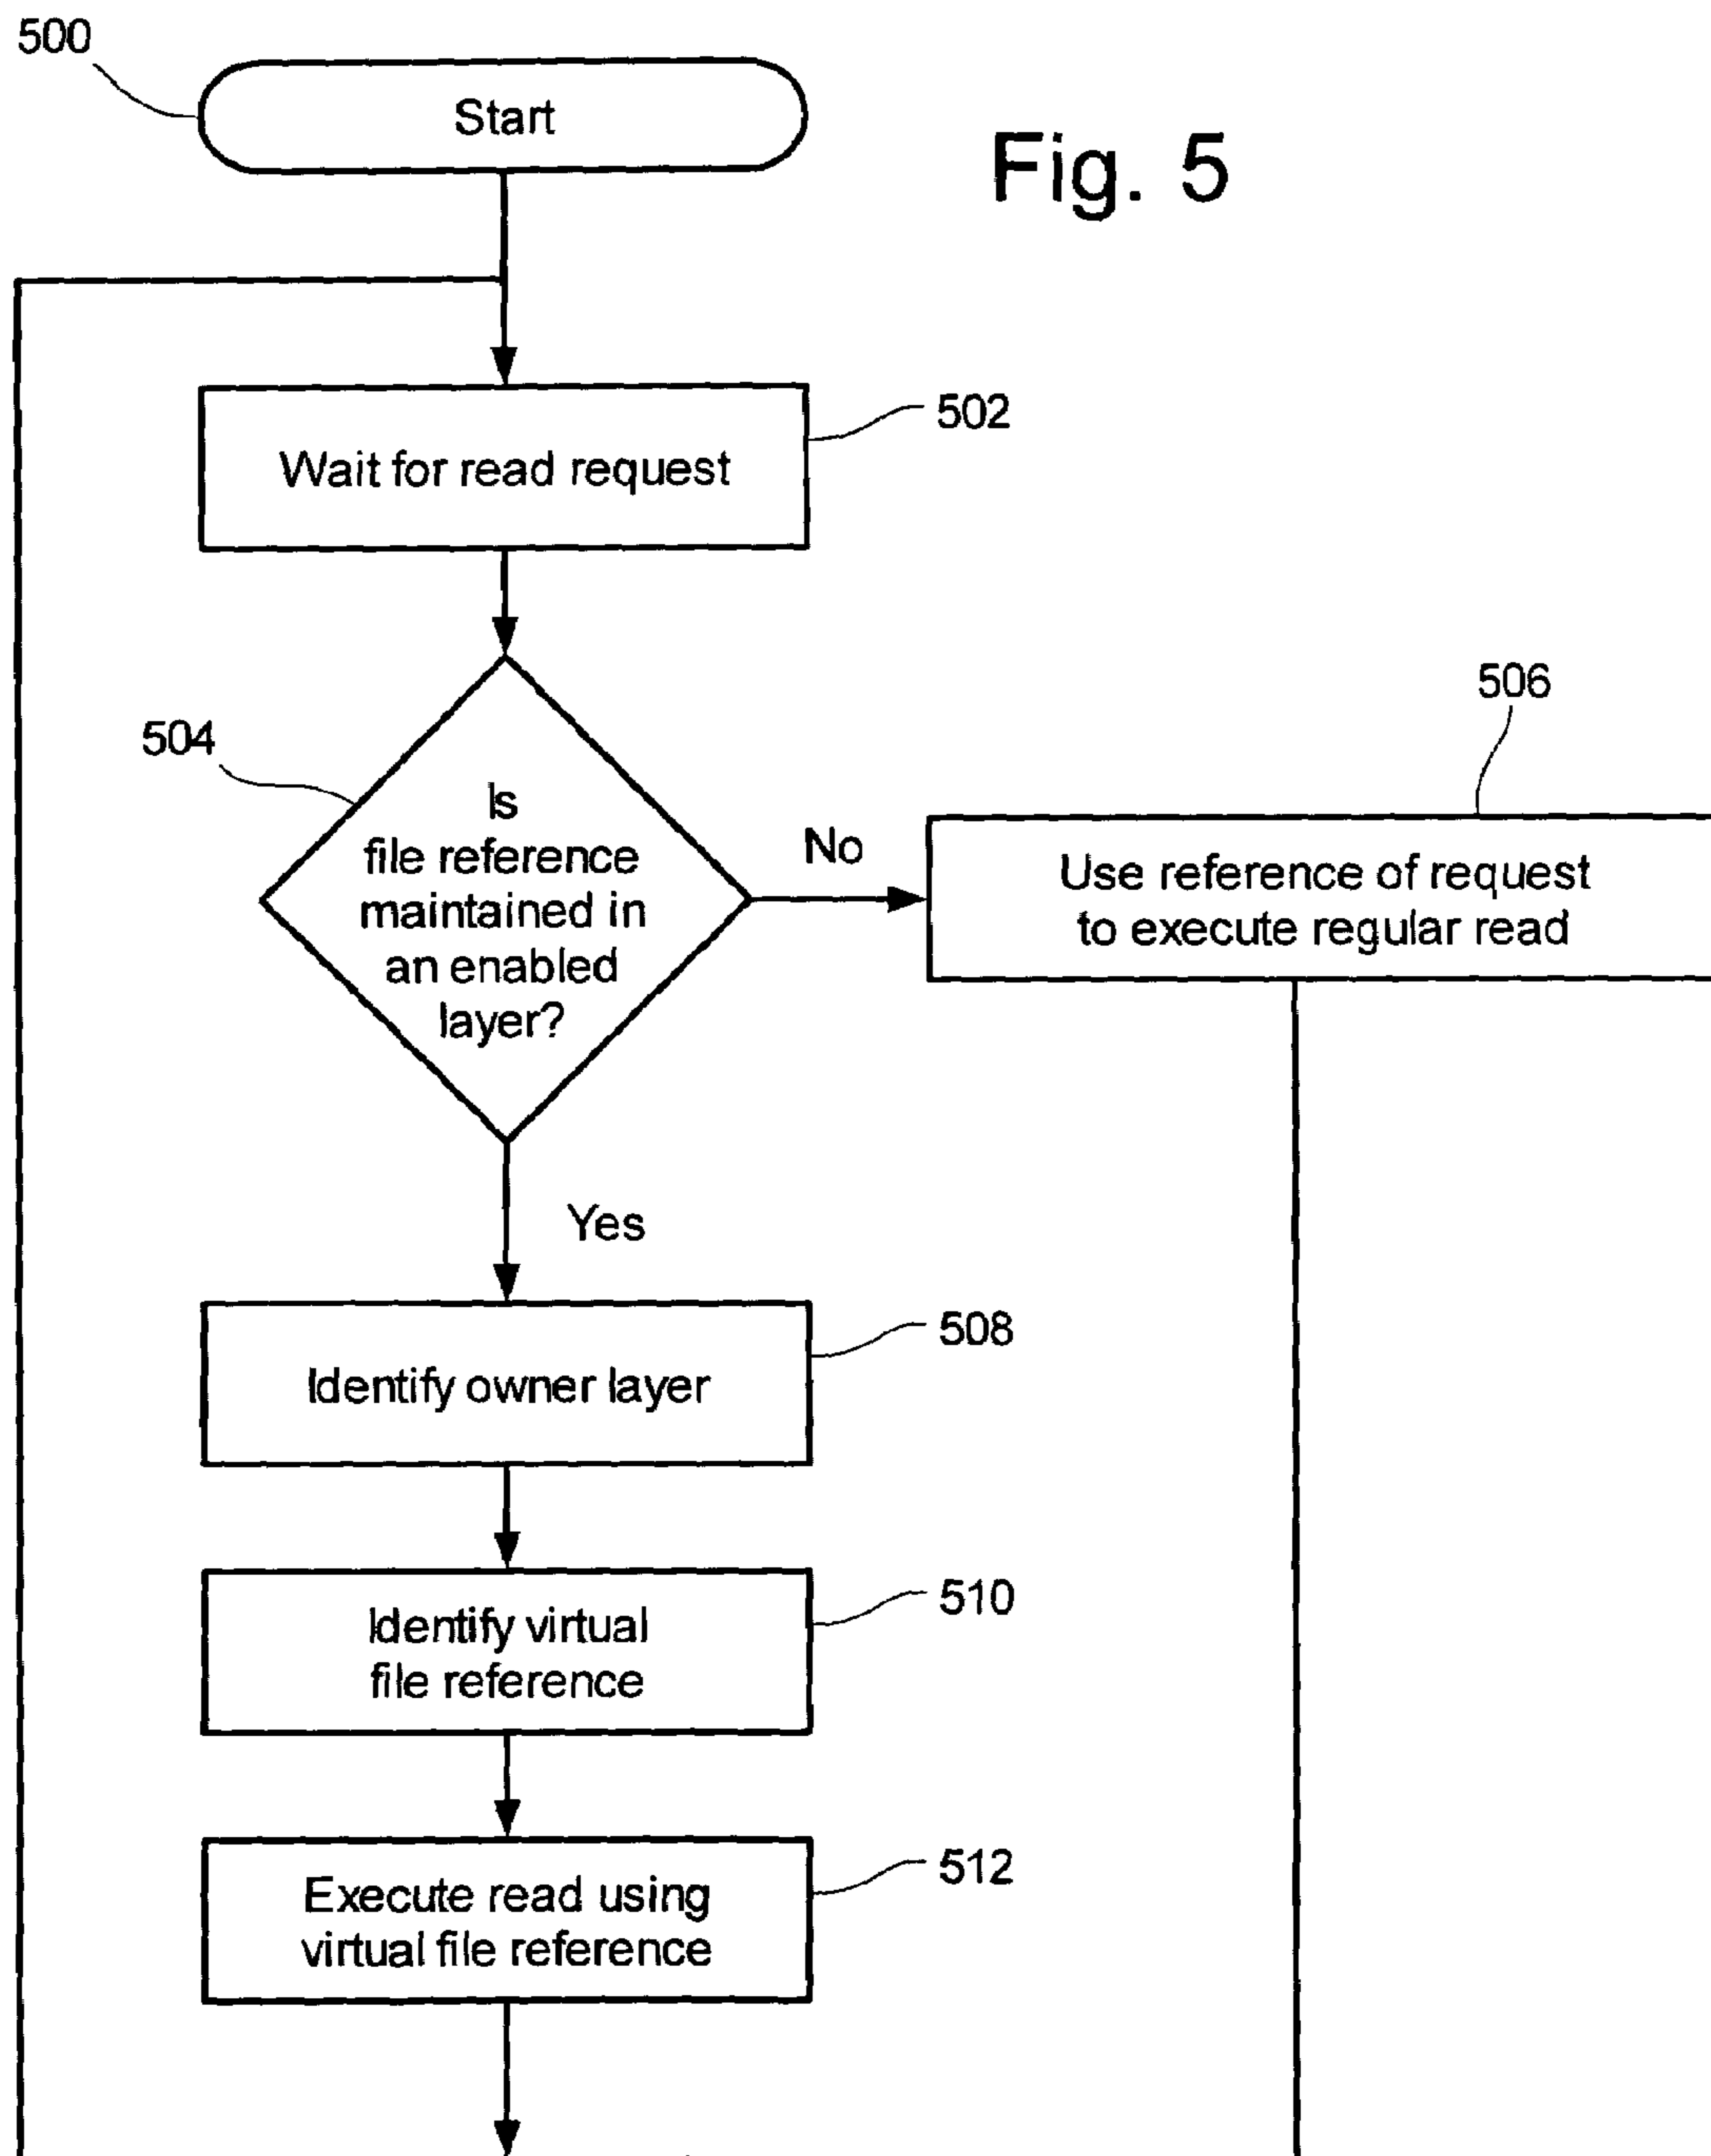 500
Start
Fig. 5
502
Wait for read request
504
Is
file reference
maintained in
an enabled
layer?
No
506
Use reference of request
to execute regular read
Yes
508
Identify owner layer
510
Identify virtual
file reference
512
Execute read using
virtual file reference